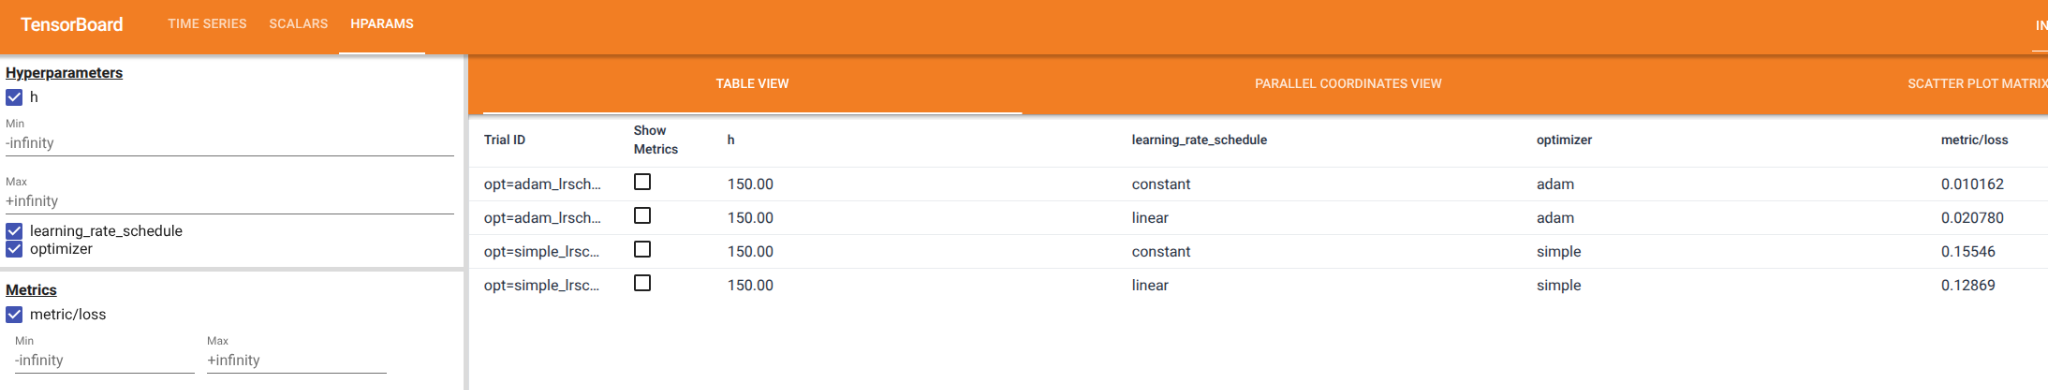 TensorBoard TIME SERIES SCALARS HPARAMS IN
Hyperparameters
h
Min
-infinity
Max
+infinity
learning_rate_schedule
optimizer
Metrics
metric/loss
Min Max
-infinity +infinity
TABLE VIEW PARALLEL COORDINATES VIEW SCATTER PLOT MATRIX
Trial ID Show Metrics h learning_rate_schedule optimizer metric/loss
opt=adam_lrsch... 150.00 constant adam 0.010162
opt=adam_lrsch... 150.00 linear adam 0.020780
opt=simple_lrsc... 150.00 constant simple 0.15546
opt=simple_lrsc... 150.00 linear simple 0.12869